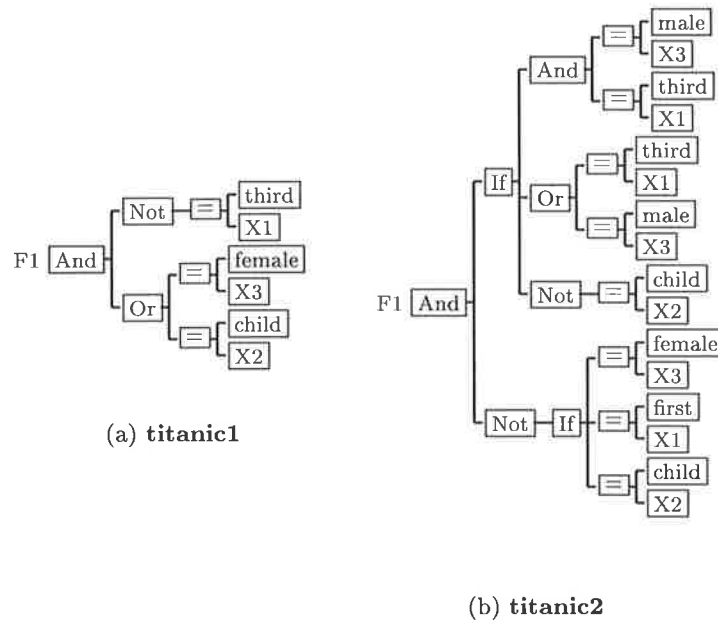 F1 And
Not
=
third
X1
Or
=
female
X3
=
child
X2
(a) titanic1
F1 And
If
And
=
male
X3
=
third
X1
Or
=
third
X1
=
male
X3
Not
=
child
X2
Not
If
=
female
X3
=
first
X1
=
child
X2
(b) titanic2